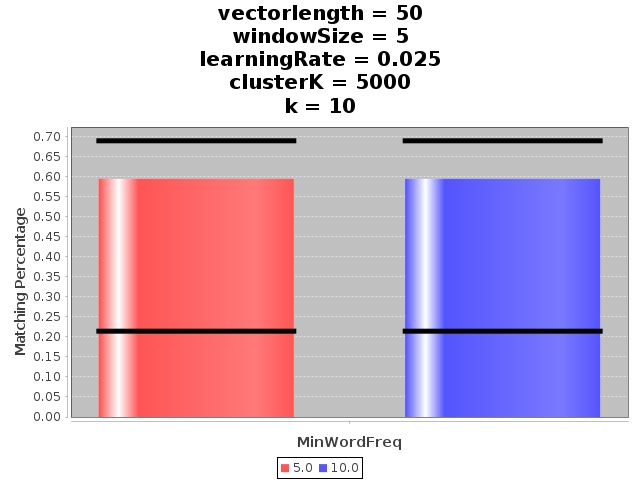 vectorlength = 50
windowSize = 5
learningRate = 0.025
clusterK = 5000
k = 10
Matching Percentage
0.70
0.65
0.60
0.55
0.50
0.45
0.40
0.35
0.30
0.25
0.20
0.15
0.10
0.05
0.00
MinWordFreq
5.0 10.0